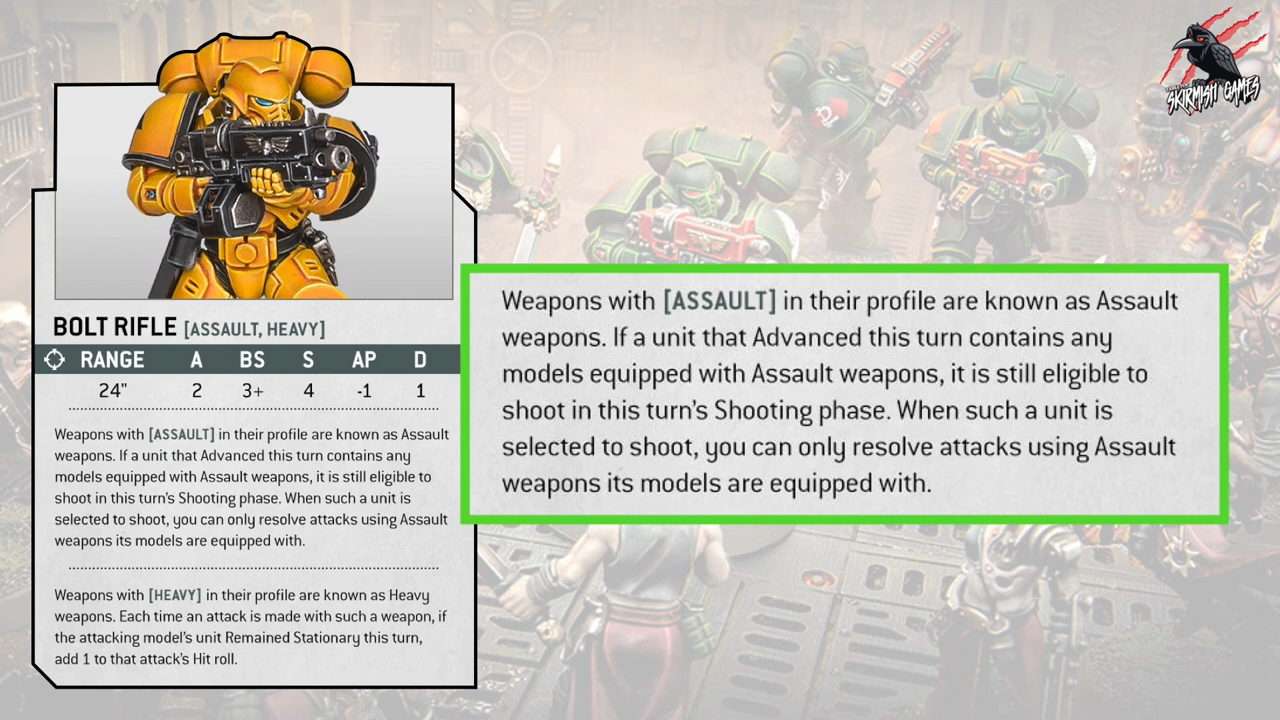 SKIRMISH GAMES
BOLT RIFLE [ASSAULT, HEAVY]
RANGE A BS S AP D
24" 2 3+ 4 -1 1
Weapons with [ASSAULT] in their profile are known as Assault
weapons. If a unit that Advanced this turn contains any
models equipped with Assault weapons, it is still eligible to
shoot in this turn's Shooting phase. When such a unit is
selected to shoot, you can only resolve attacks using Assault
weapons its models are equipped with.
Weapons with [HEAVY] in their profile are known as Heavy
weapons. Each time an attack is made with such a weapon, if
the attacking model's unit Remained Stationary this turn,
add 1 to that attack's Hit roll.
Weapons with [ASSAULT] in their profile are known as Assault
weapons. If a unit that Advanced this turn contains any
models equipped with Assault weapons, it is still eligible to
shoot in this turn's Shooting phase. When such a unit is
selected to shoot, you can only resolve attacks using Assault
weapons its models are equipped with.